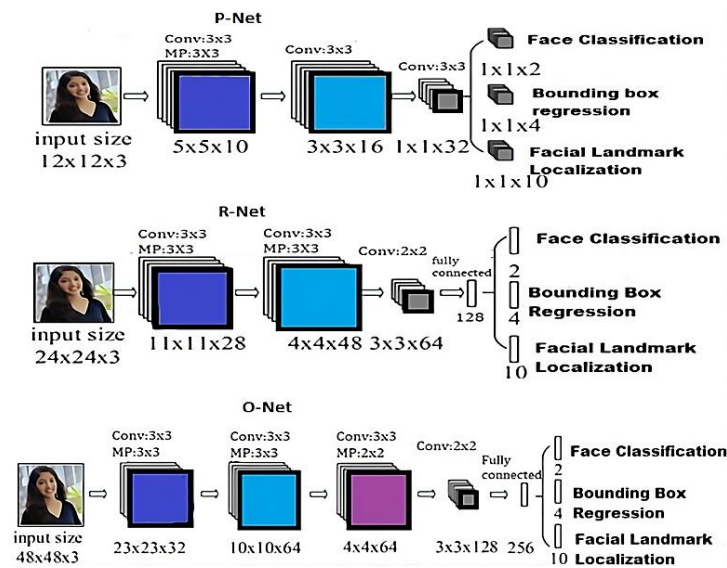 P-Net
Conv:3x3
MP:3X3
Conv:3x3
Conv:3x3
Face Classification
1x1x2
Bounding box
regression
1x1x4
Facial Landmark
Localization
1x1x10
input size
12x12x3
5x5x10
3x3x16
1x1x32
R-Net
Conv:3x3
MP:3X3
Conv:3x3
MP:3X3
Conv:2x2
fully
connected
Face Classification
2
Bounding Box
Regression
4
Facial Landmark
Localization
10
input size
24x24x3
11x11x28
4x4x48
3x3x64
128
O-Net
Conv:3x3
MP:3x3
Conv:3x3
MP:3x3
Conv:3x3
MP:2x2
Conv:2x2
Fully
connected
Face Classification
2
Bounding Box
Regression
4
Facial Landmark
Localization
10
input size
48x48x3
23x23x32
10x10x64
4x4x64
3x3x128
256